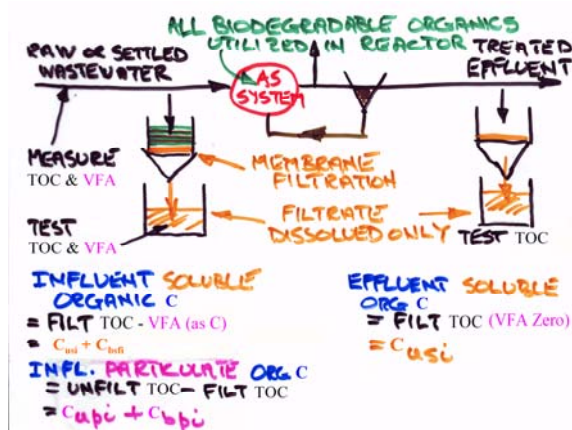 ALL BIODEGRADABLE ORGANICS
UTILIZED IN REACTOR
RAW OR SETTLED
WASTEWATER
AS
SYSTEM
TREATED
EFFLUENT
MEASURE
TOC & VFA
MEMBRANE
FILTRATION
TEST
TOC & VFA
FILTRATE
DISSOLVED ONLY
TEST TOC
INFLUENT SOLUBLE
ORGANIC C
= FILT TOC - VFA (as C)
= Cusi + Cbsfi
INFL. PARTICULATE ORG C
= UNFILT TOC - FILT TOC
= Cupi + Cbpi
EFFLUENT SOLUBLE
ORG C
= FILT TOC (VFA Zero)
= Cusi